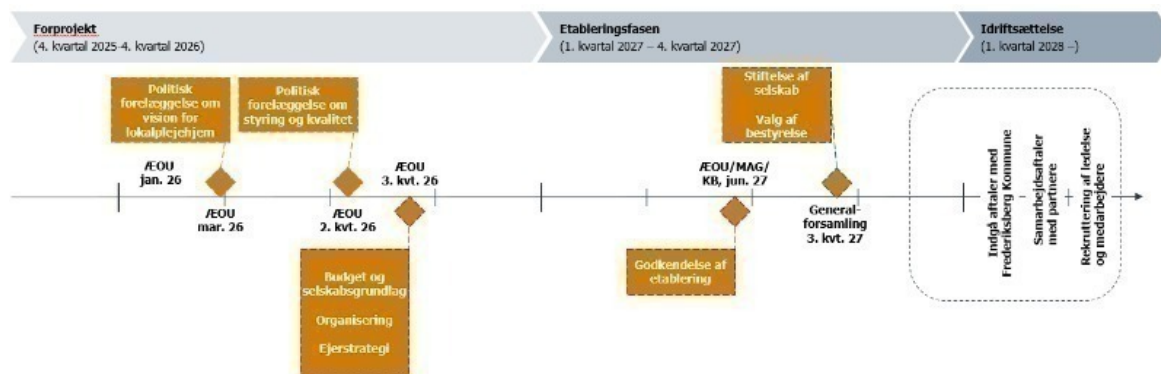 Forprojekt
(4. kvartal 2025-4. kvartal 2026)
Etableringsfasen
(1. kvartal 2027 – 4. kvartal 2027)
Idriftsættelse
(1. kvartal 2028 –)
Politisk
forelæggelse om
vision for
lokalplejehjem
Politisk
forelæggelse om
styring og kvalitet
Stiftelse af
selskab
Valg af
bestyrelse
ÆOU
jan. 26
ÆOU
3. kvt. 26
ÆOU/MAG/
KB, jun. 27
ÆOU
mar. 26
ÆOU
2. kvt. 26
General-
forsamling
3. kvt. 27
Budget og
selskabsgrundlag
Organisering
Ejerstrategi
Godkendelse af
etablering
Indgå aftaler med
Frederiksberg Kommune
Samarbejdsaftaler
med partnere
Rekruttering af ledelse
og medarbejdere